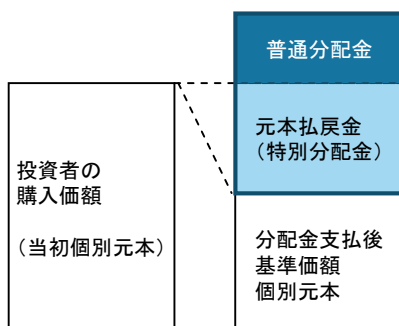 普通分配金
元本払戻金
（特別分配金）
投資者の
購入価額
（当初個別元本）
分配金支払後
基準価額
個別元本